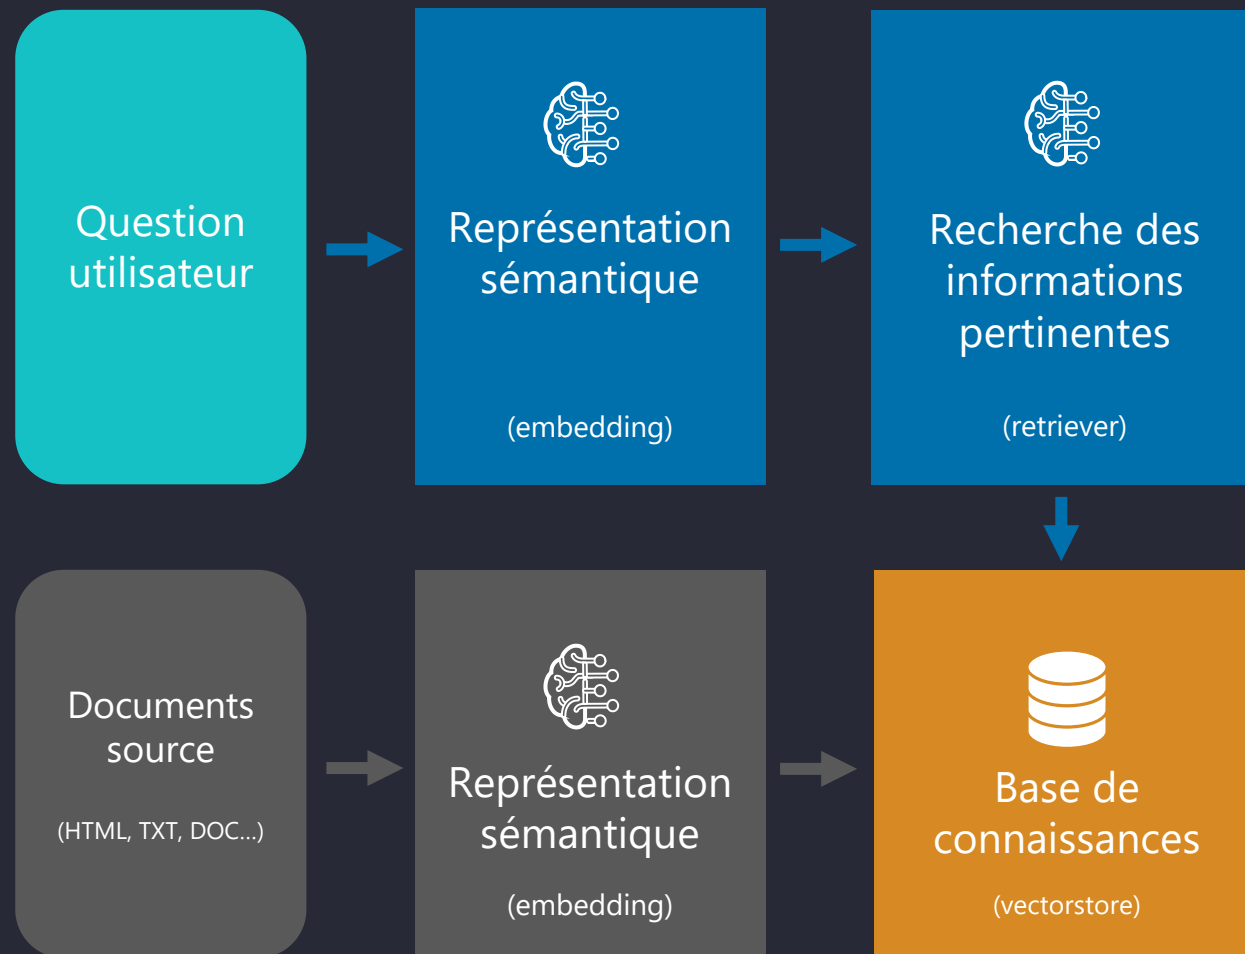 Question
utilisateur
Représentation
sémantique
(embedding)
Recherche des
informations
pertinentes
(retriever)
Documents
source
(HTML, TXT, DOC...)
Représentation
sémantique
(embedding)
Base de
connaissances
(vectorstore)